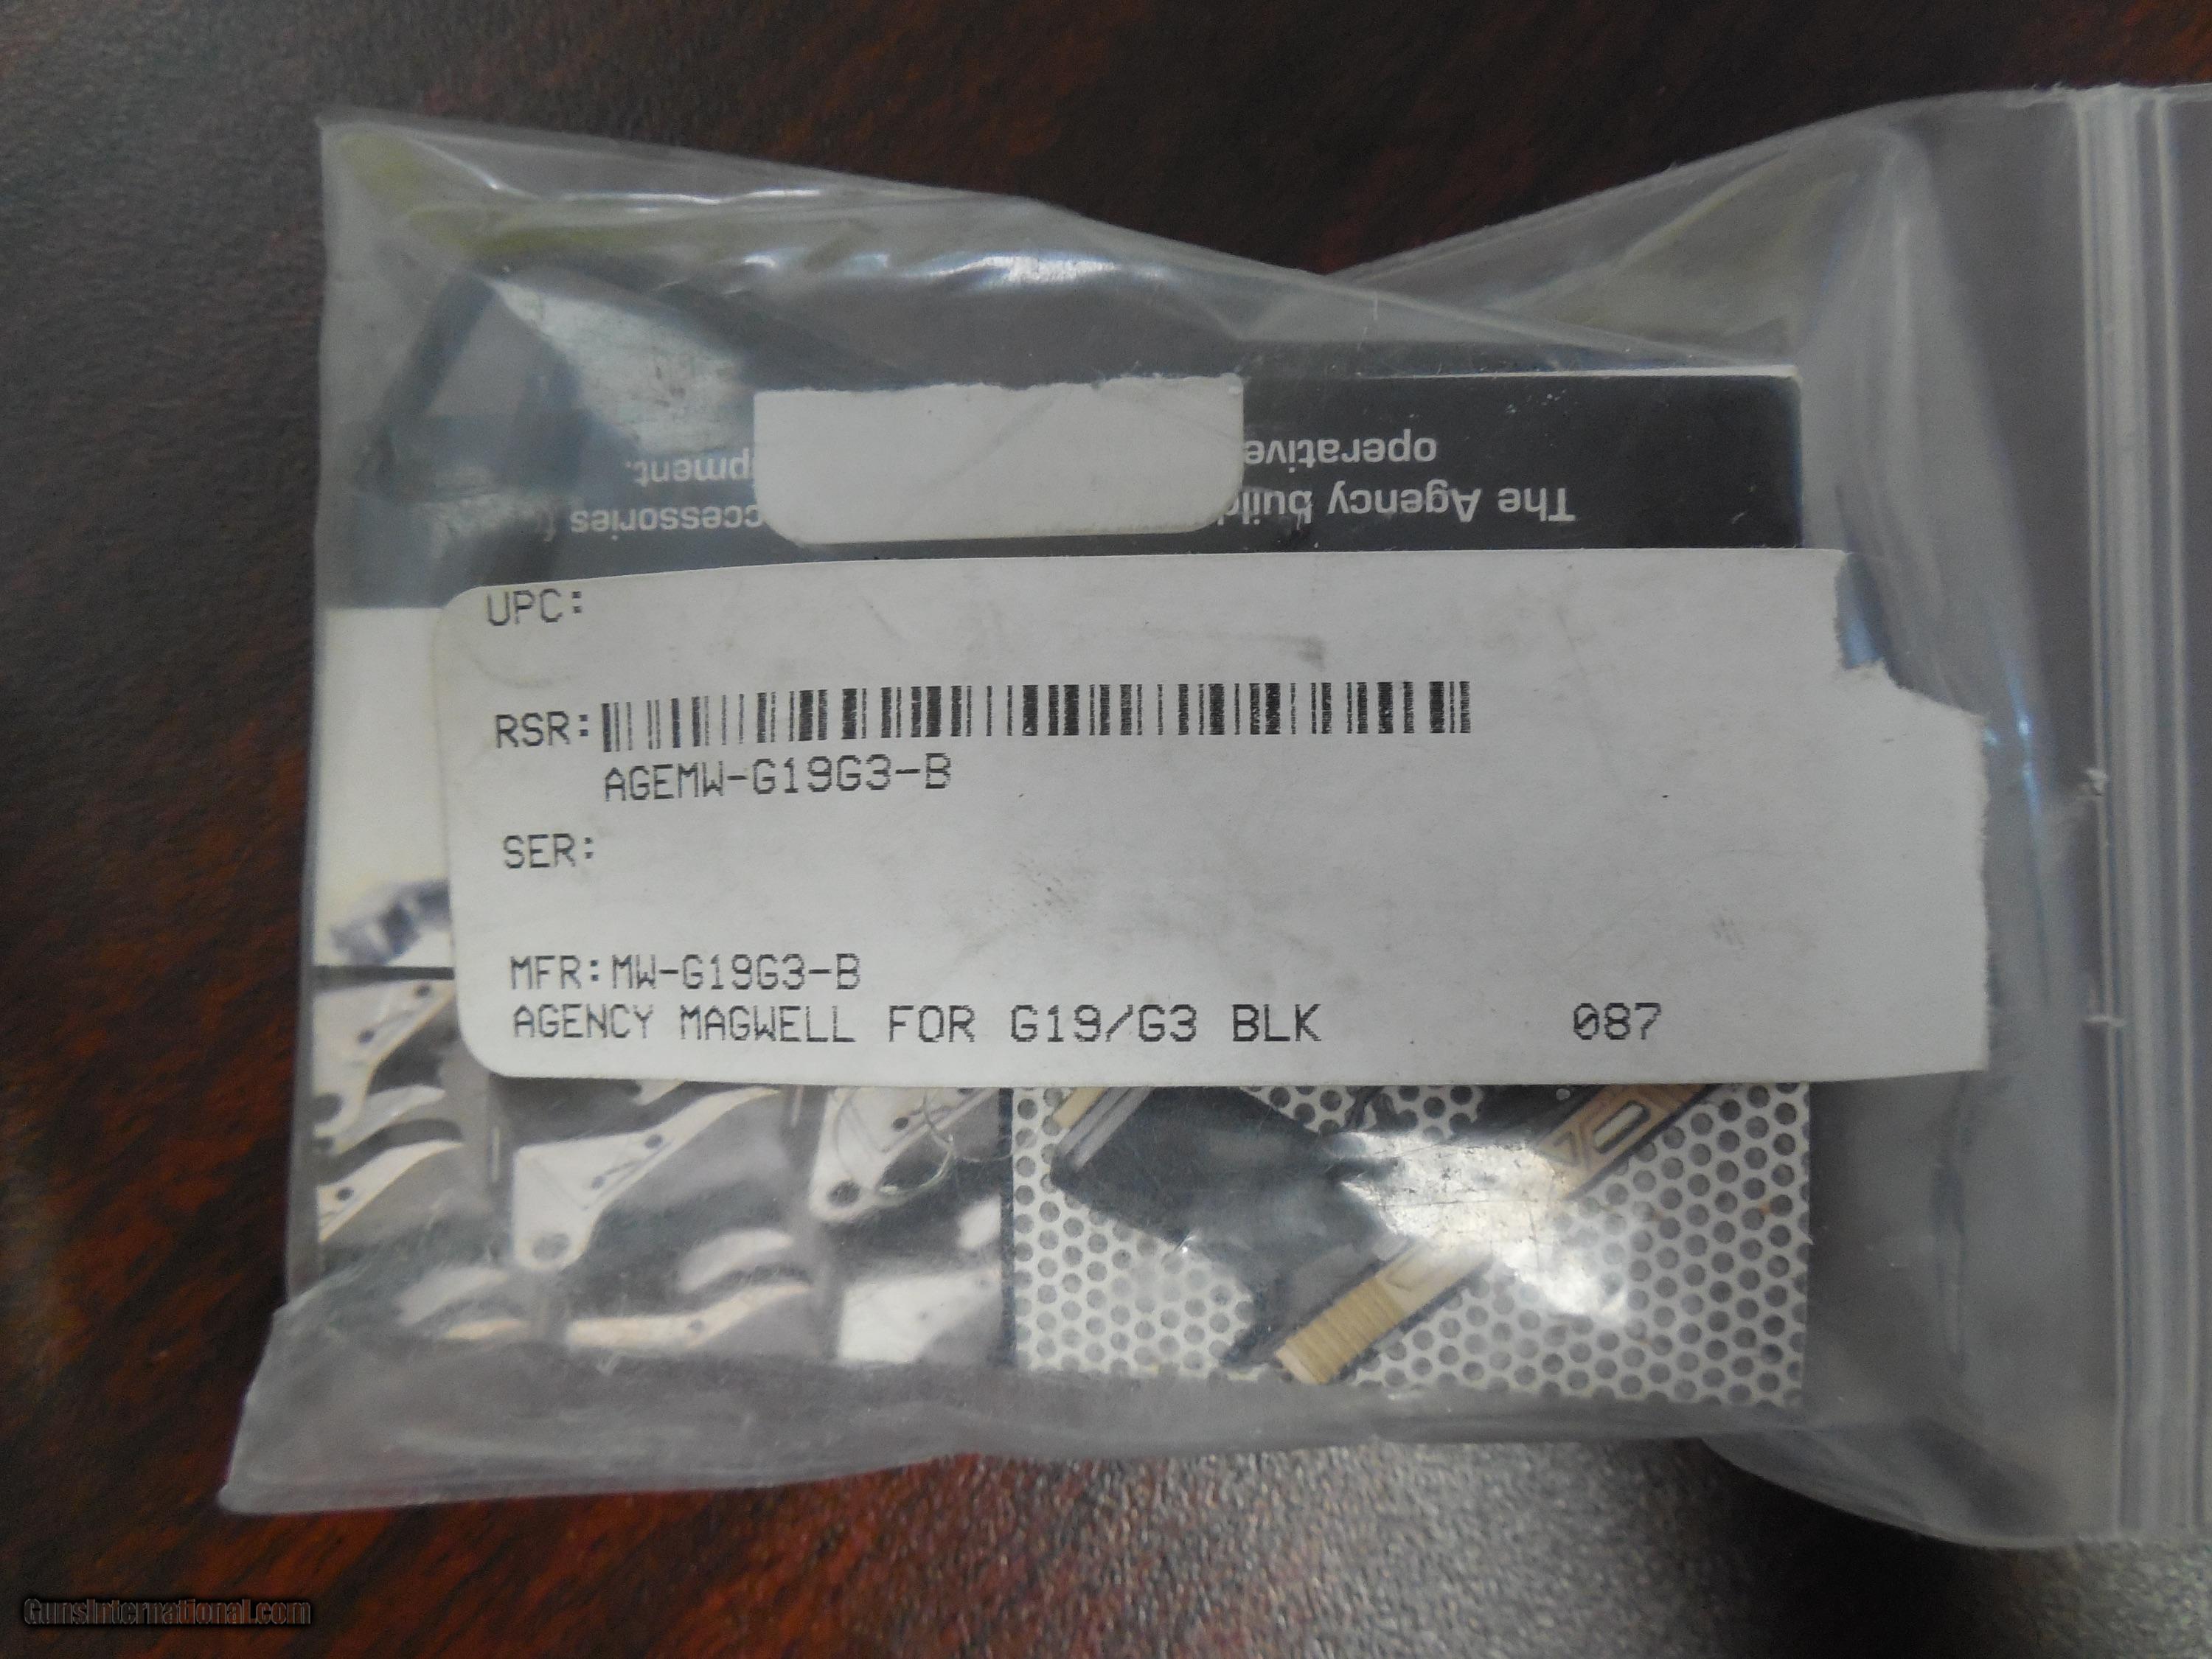 The Agency
operative
UPC:
RSR:
AGEMW-G19G3-B
SER:
MFR: MW-G19G3-B
AGENCY MAGWELL FOR G19/G3 BLK 087
GunsInternational.com